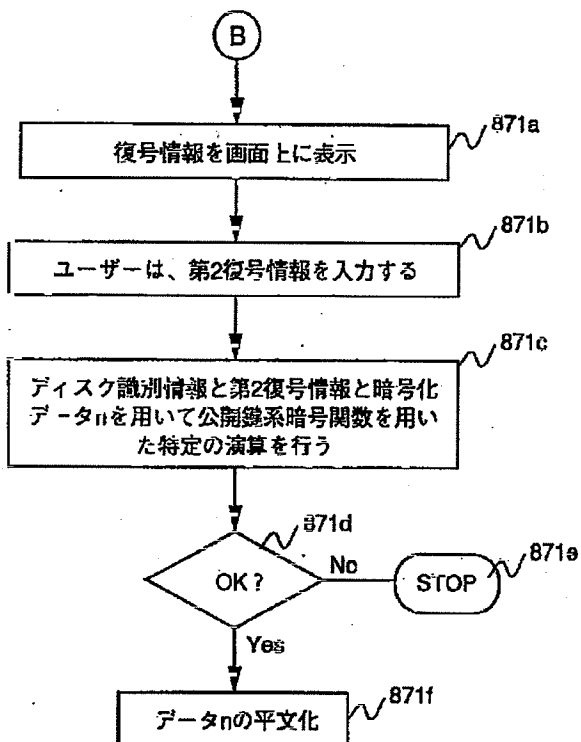 B
871a
復号情報を画面上に表示
871b
ユーザーは、第2復号情報を入力する
871c
ディスク識別情報と第2復号情報と暗号化
データnを用いて公開鍵系暗号関数を用い
た特定の演算を行う
871d
OK?
No
871e
STOP
Yes
871f
データnの平文化